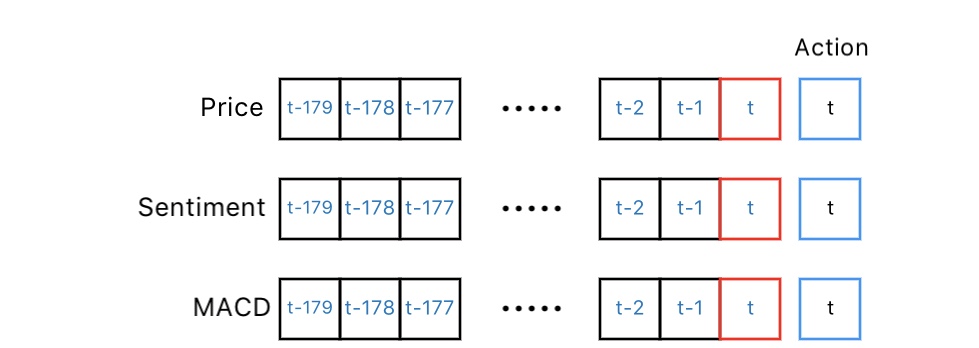 Action
Price t-179 t-178 t-177 ..... t-2 t-1 t t
Sentiment t-179 t-178 t-177 ..... t-2 t-1 t t
MACD t-179 t-178 t-177 ..... t-2 t-1 t t